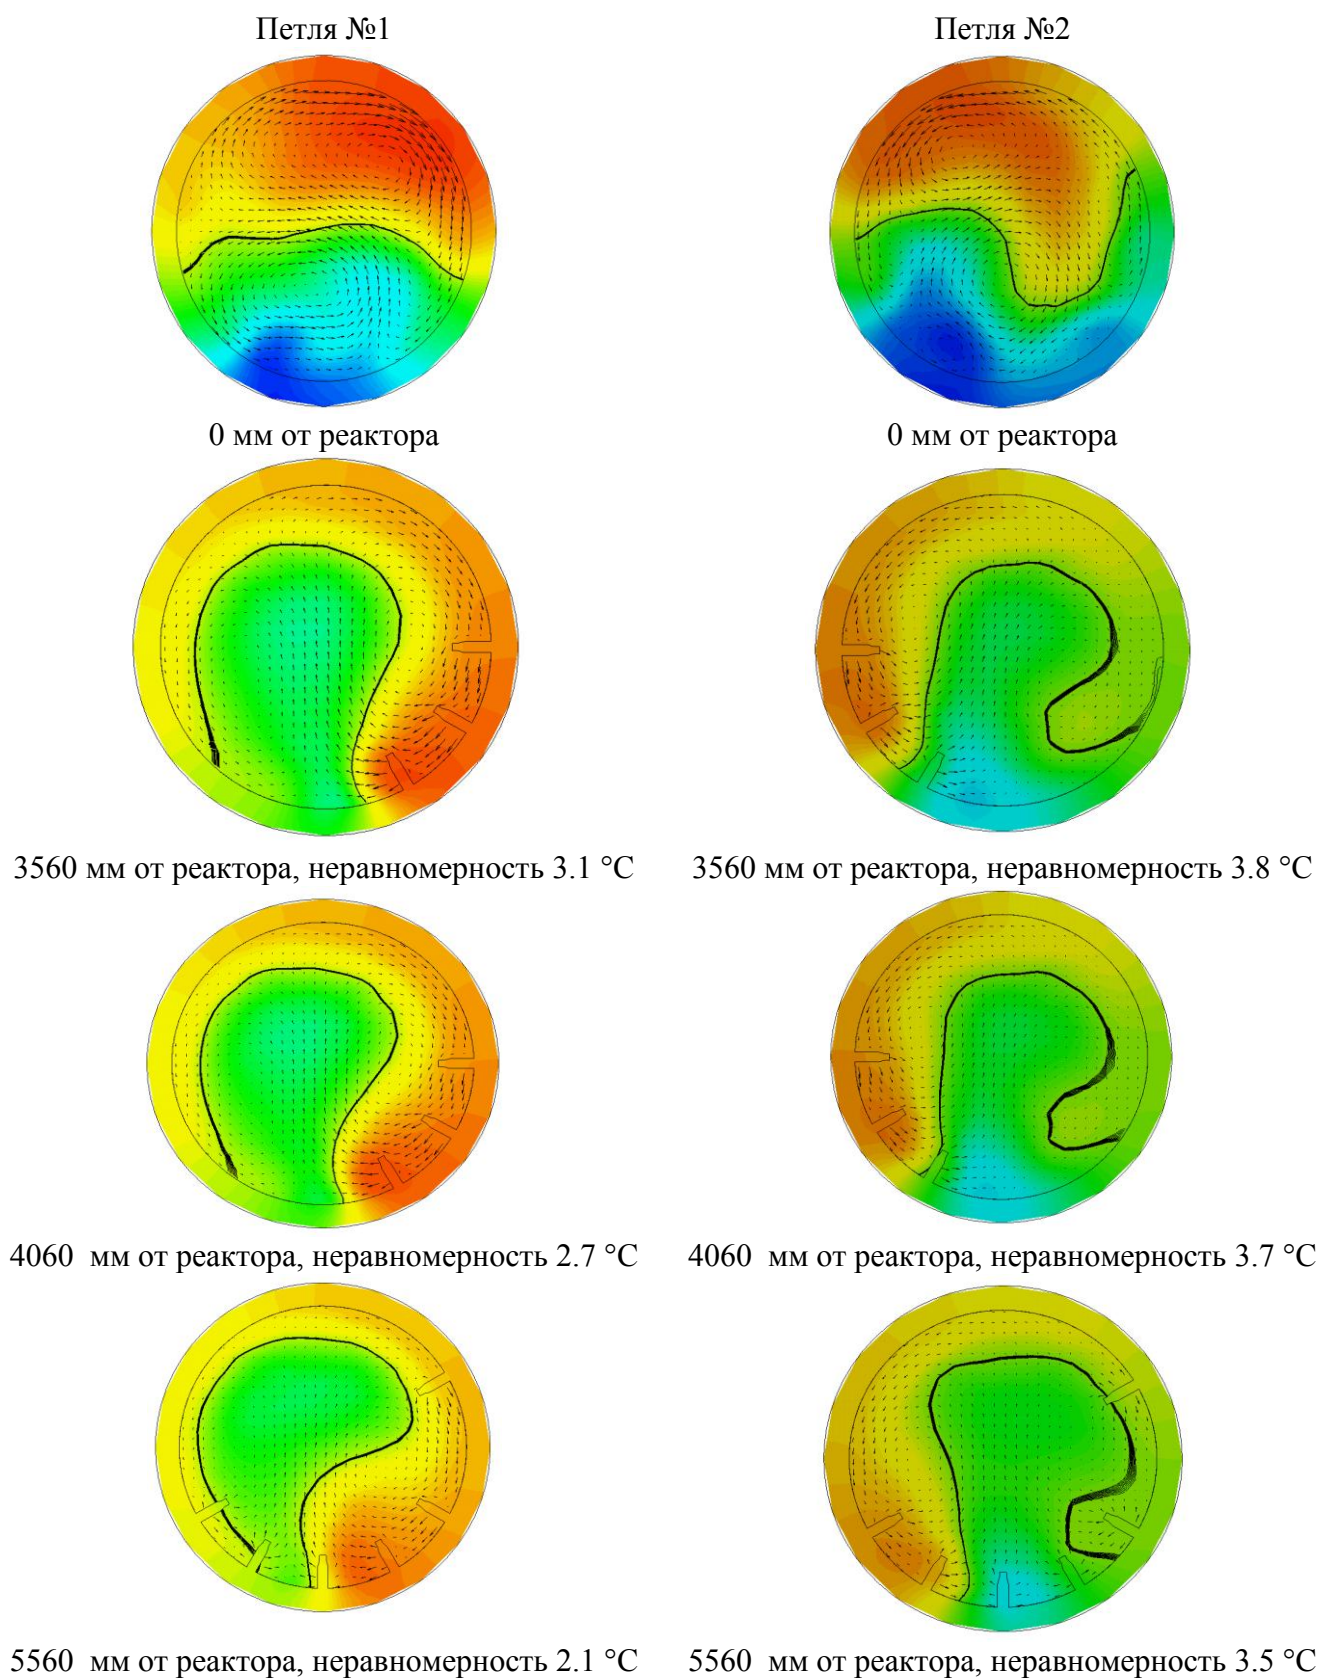 Петля №1
Петля №2
0 мм от реактора
0 мм от реактора
3560 мм от реактора, неравномерность 3.1 °C
3560 мм от реактора, неравномерность 3.8 °C
4060 мм от реактора, неравномерность 2.7 °C
4060 мм от реактора, неравномерность 3.7 °C
5560 мм от реактора, неравномерность 2.1 °C
5560 мм от реактора, неравномерность 3.5 °C